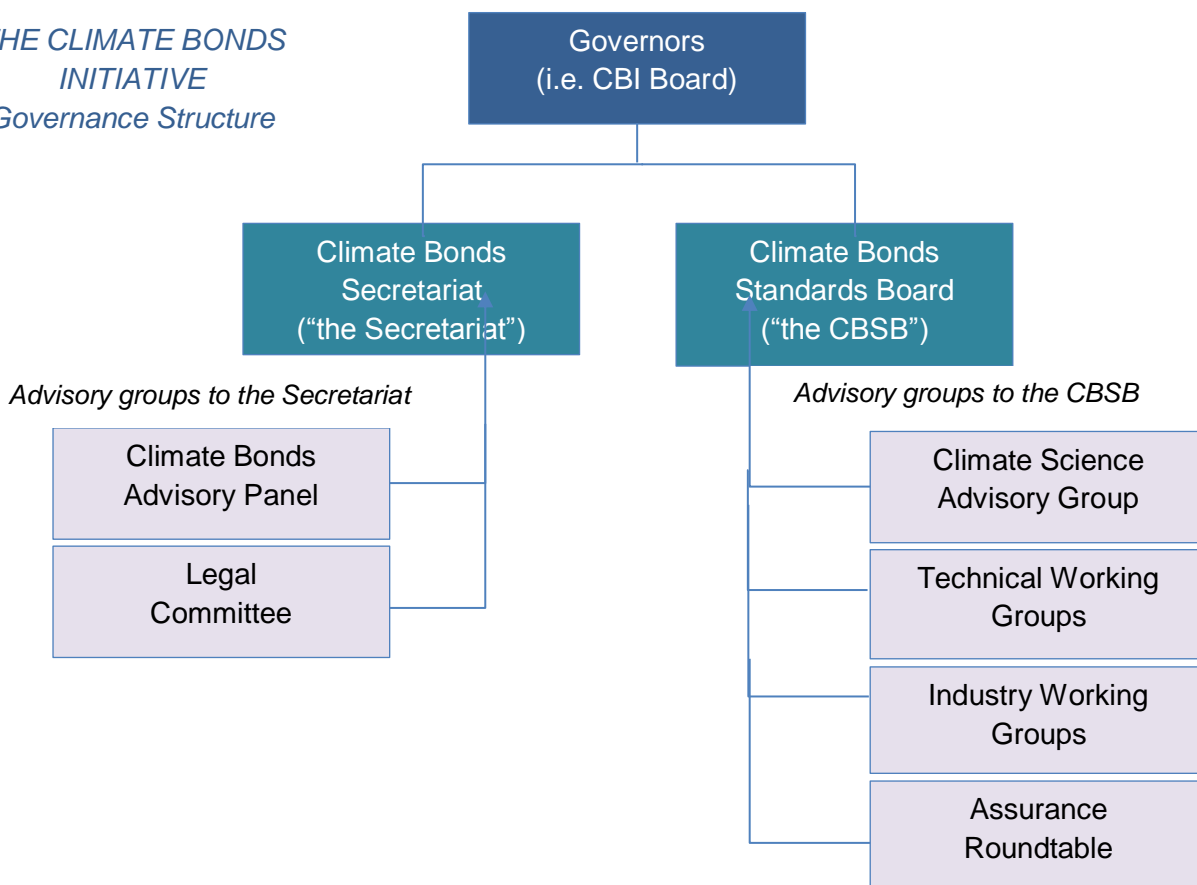 THE CLIMATE BONDS
INITIATIVE
Governance Structure
Governors
(i.e. CBI Board)
Climate Bonds
Secretariat
(“the Secretariat”)
Climate Bonds
Standards Board
(“the CBSB”)
Advisory groups to the Secretariat
Advisory groups to the CBSB
Climate Bonds
Advisory Panel
Legal
Committee
Climate Science
Advisory Group
Technical Working
Groups
Industry Working
Groups
Assurance
Roundtable